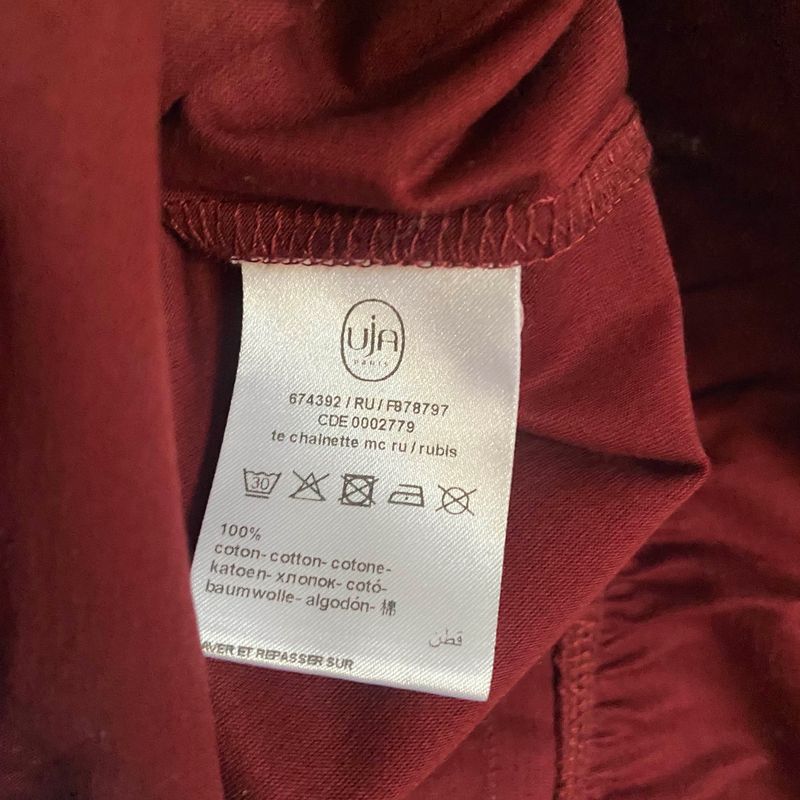 UJA
PARIS
674392 / RU / F878797
CDE 0002779
te chainette mc ru / rubis
30
100%
coton- cotton- cotone-
katoen- хлопок- cotó-
baumwolle- algodón- 棉
قطن
AVER ET REPASSER SUR